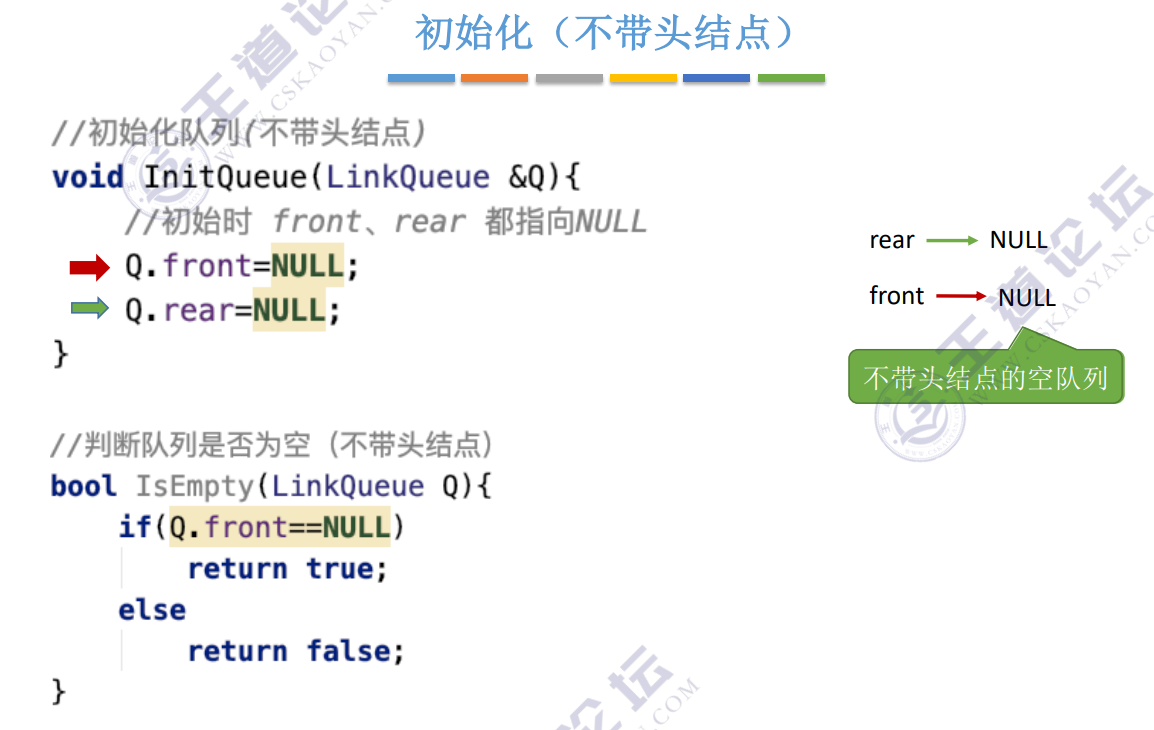 初始化（不带头结点）
//初始化队列(不带头结点)
void InitQueue(LinkQueue &Q){
//初始时 front、rear 都指向NULL
Q.front=NULL;
Q.rear=NULL;
}
rear NULL
front NULL
不带头结点的空队列
//判断队列是否为空（不带头结点）
bool IsEmpty(LinkQueue Q){
if(Q.front==NULL)
return true;
else
return false;
}
王道论坛
WWW.CSKAOYAN.COM